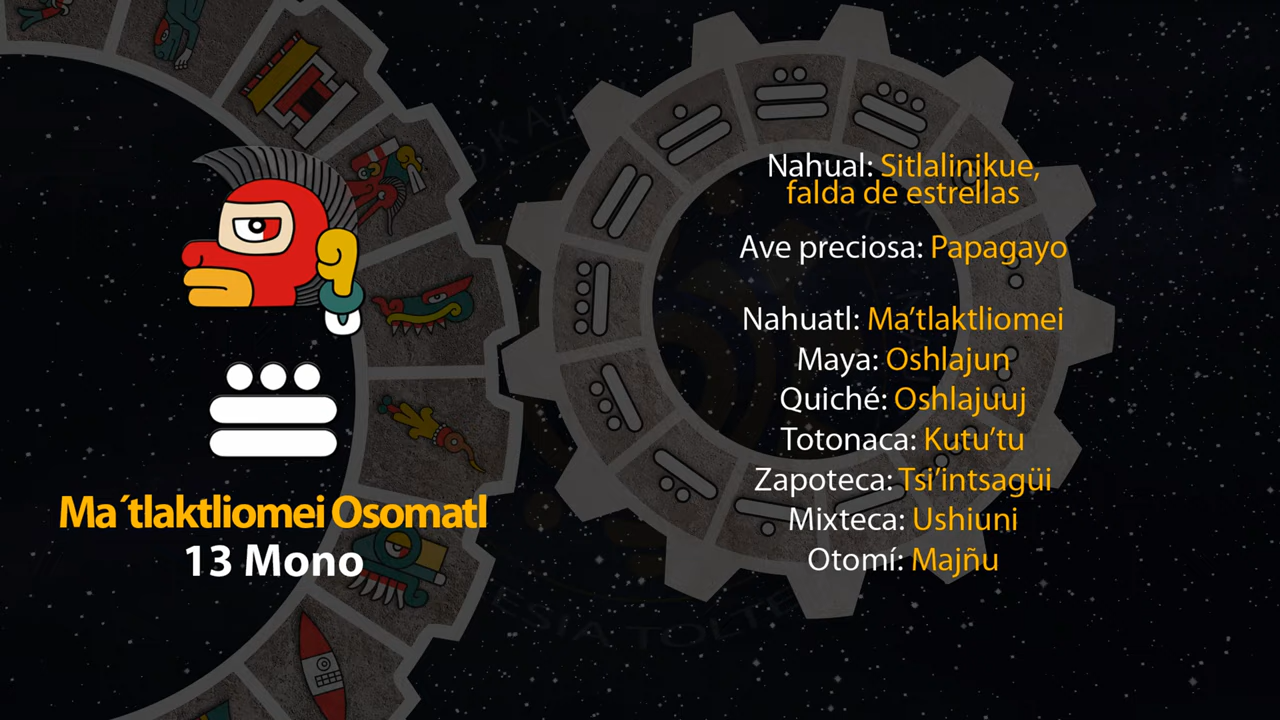 Ma´tlaktliomei Osomatl
13 Mono
Nahual: Sitlalinikue,
falda de estrellas
Ave preciosa: Papagayo
Nahuatl: Ma’tlaktliomei
Maya: Oshlajun
Quiché: Oshlajuuj
Totonaca: Kutu’tu
Zapoteca: Tsi’intsagüi
Mixteca: Ushiuni
Otomí: Majñu